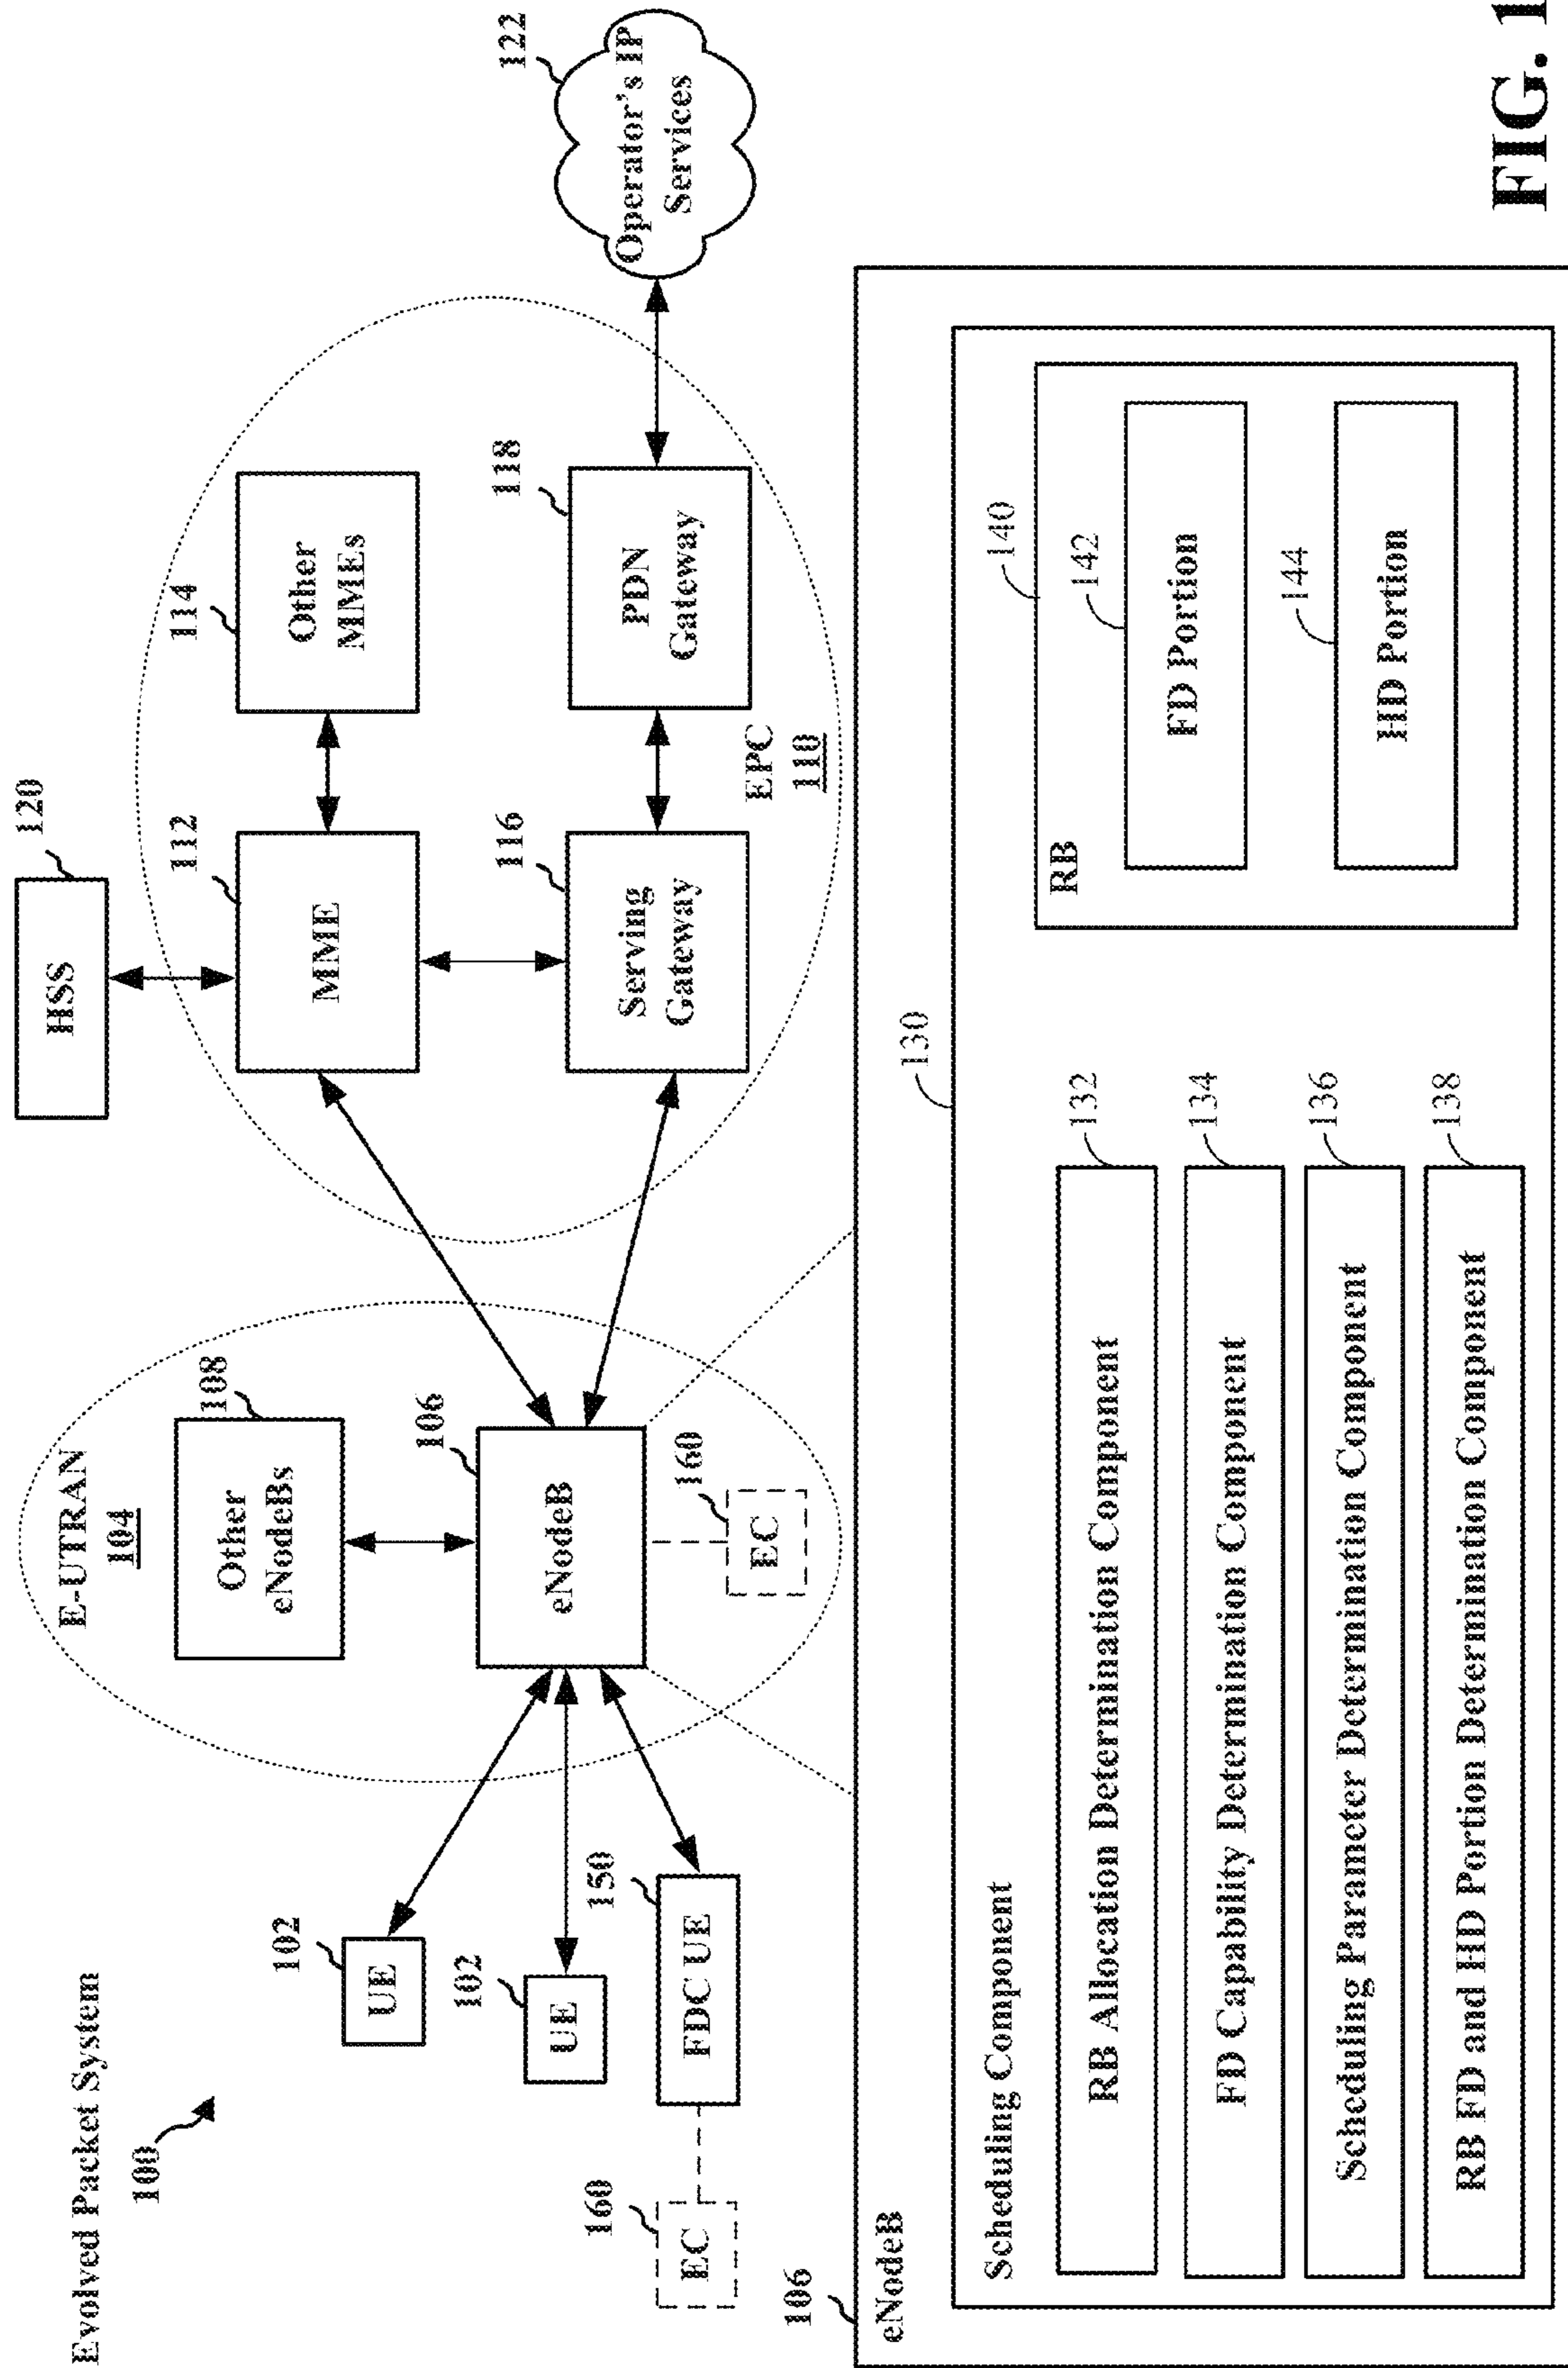 Evolved Packet System
100
E-UTRAN
104
Other
eNodeBs
108
eNodeB
106
EC
160
UE
102
UE
102
FDC UE
150
EC
160
HSS
120
MME
112
Other
MMEs
114
Serving
Gateway
116
PDN
Gateway
118
EPC
110
Operator's IP
Services
122
106
eNodeB
130
Scheduling Component
RB Allocation Determination Component
132
FD Capability Determination Component
134
Scheduling Parameter Determination Component
136
RB FD and HD Portion Determination Component
138
RB
140
FD Portion
142
HD Portion
144
FIG. 1